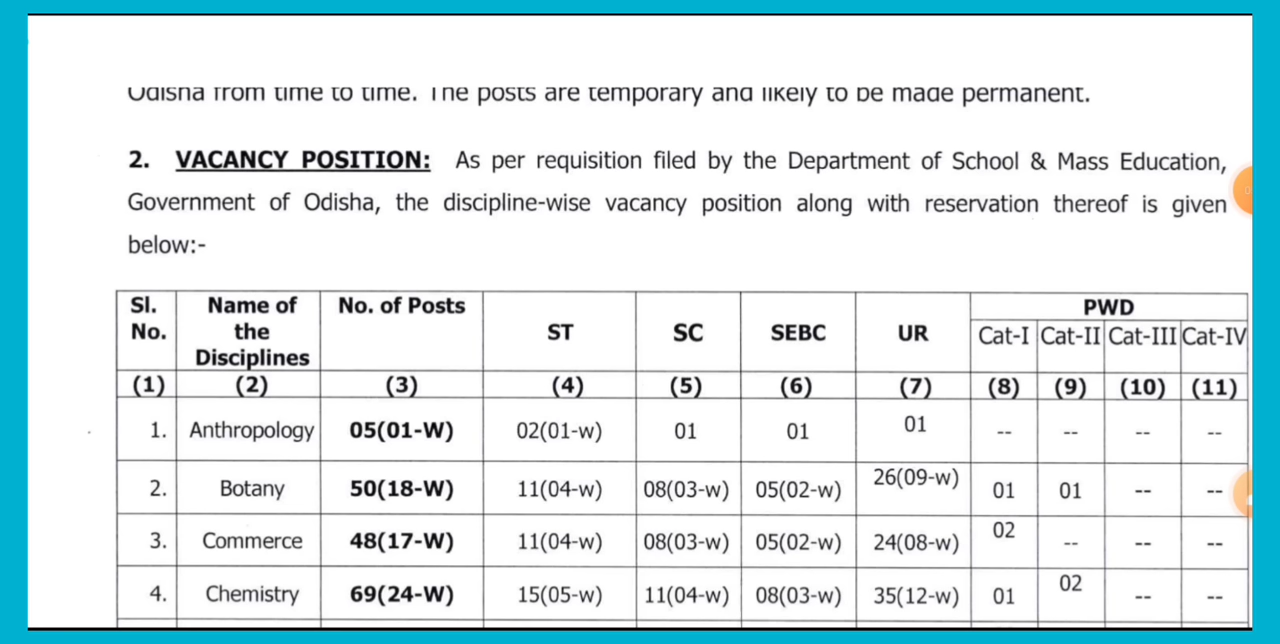 Odisha from time to time. The posts are temporary and likely to be made permanent.
2. VACANCY POSITION: As per requisition filed by the Department of School & Mass Education,
Government of Odisha, the discipline-wise vacancy position along with reservation thereof is given
below:-
Sl. No. Name of the Disciplines No. of Posts ST SC SEBC UR PWD
Cat-I Cat-II Cat-III Cat-IV
(1) (2) (3) (4) (5) (6) (7) (8) (9) (10) (11)
1. Anthropology 05(01-W) 02(01-w) 01 01 01 -- -- -- --
2. Botany 50(18-W) 11(04-w) 08(03-w) 05(02-w) 26(09-w) 01 01 -- --
3. Commerce 48(17-W) 11(04-w) 08(03-w) 05(02-w) 24(08-w) 02 -- -- --
4. Chemistry 69(24-W) 15(05-w) 11(04-w) 08(03-w) 35(12-w) 01 02 -- --